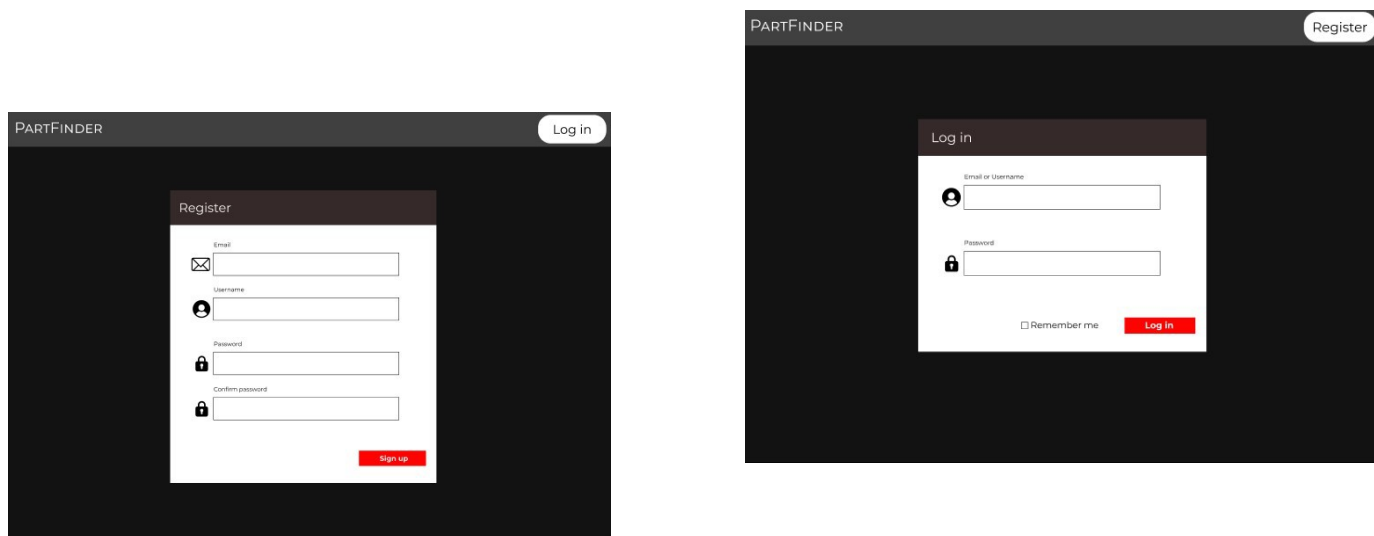 PARTFINDER
Log in
Register
Email
Username
Password
Confirm password
Sign up
PARTFINDER
Register
Log in
Email or Username
Password
Remember me
Log in